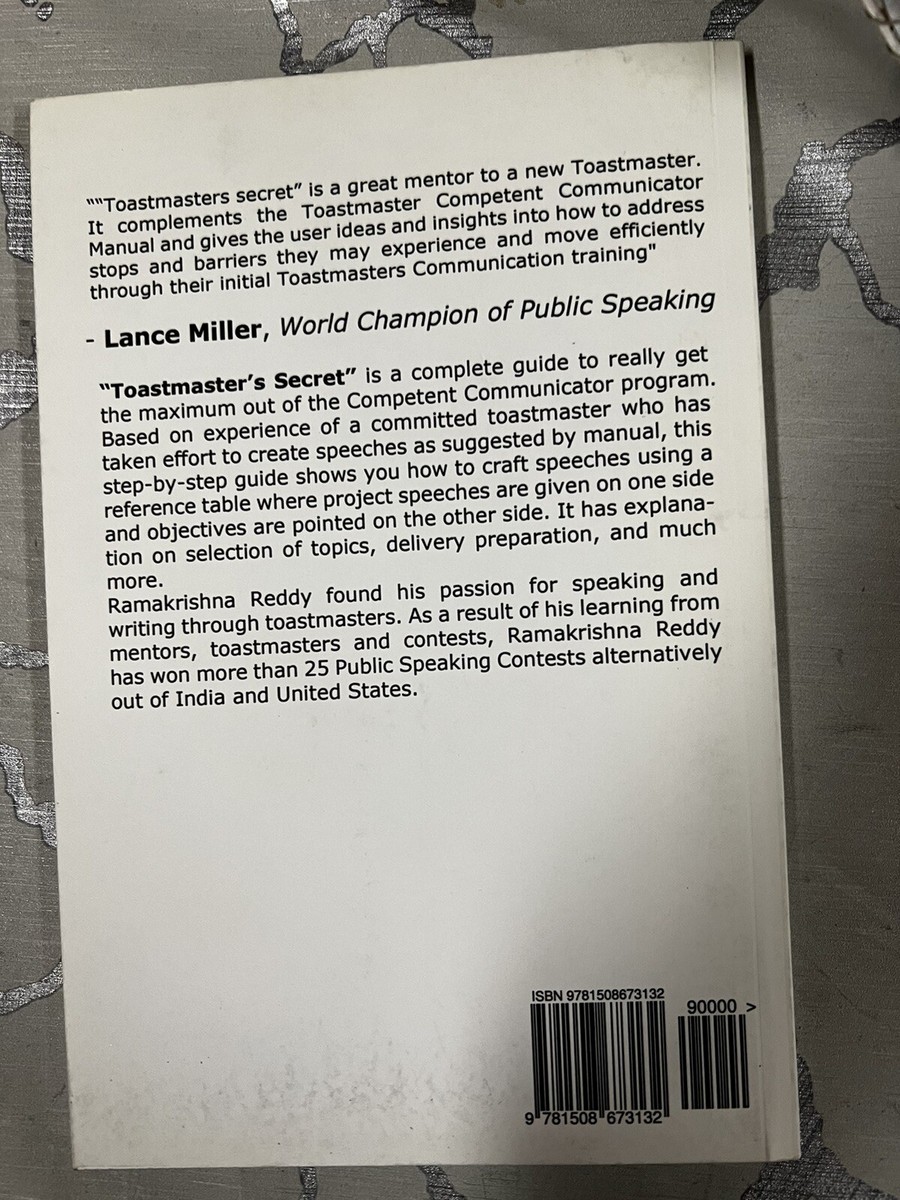 ""“Toastmasters secret” is a great mentor to a new Toastmaster.
It complements the Toastmaster Competent Communicator
Manual and gives the user ideas and insights into how to address
stops and barriers they may experience and move efficiently
through their initial Toastmasters Communication training"
- Lance Miller, World Champion of Public Speaking
“Toastmaster’s Secret” is a complete guide to really get
the maximum out of the Competent Communicator program.
Based on experience of a committed toastmaster who has
taken effort to create speeches as suggested by manual, this
step-by-step guide shows you how to craft speeches using a
reference table where project speeches are given on one side
and objectives are pointed on the other side. It has explana-
tion on selection of topics, delivery preparation, and much
more.
Ramakrishna Reddy found his passion for speaking and
writing through toastmasters. As a result of his learning from
mentors, toastmasters and contests, Ramakrishna Reddy
has won more than 25 Public Speaking Contests alternatively
out of India and United States.
ISBN 9781508673132
90000 >
9 781508 673132